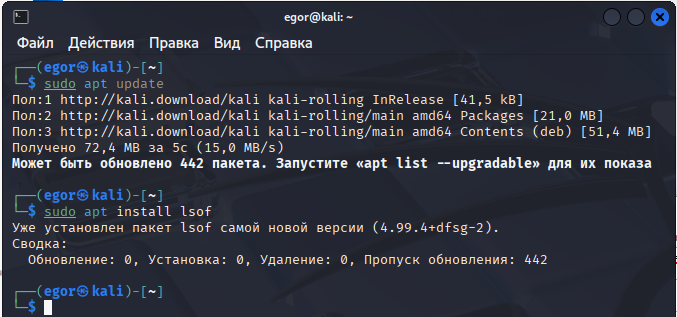 egor@kali: ~
Файл Действия Правка Вид Справка
┌──(egor㉿kali)-[~]
└─$ sudo apt update
Пол:1 http://kali.download/kali kali-rolling InRelease [41,5 kB]
Пол:2 http://kali.download/kali kali-rolling/main amd64 Packages [21,0 MB]
Пол:3 http://kali.download/kali kali-rolling/main amd64 Contents (deb) [51,4 MB]
Получено 72,4 MB за 5с (15,0 MB/s)
Может быть обновлено 442 пакета. Запустите «apt list --upgradable» для их показа
┌──(egor㉿kali)-[~]
└─$ sudo apt install lsof
Уже установлен пакет lsof самой новой версии (4.99.4+dfsg-2).
Сводка:
Обновление: 0, Установка: 0, Удаление: 0, Пропуск обновления: 442
┌──(egor㉿kali)-[~]
└─$